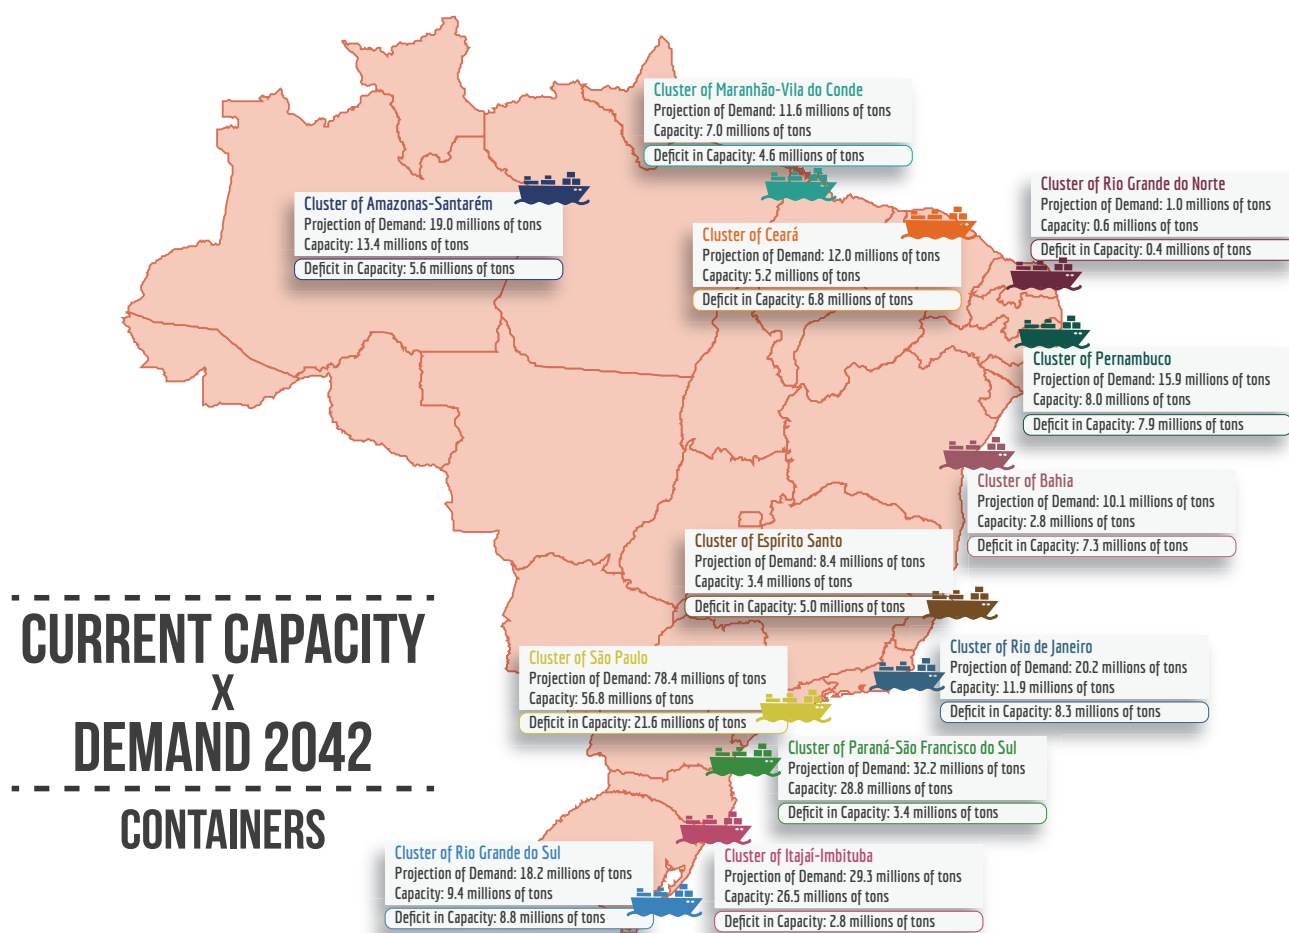 Cluster of Maranhão-Vila do Conde
Projection of Demand: 11.6 millions of tons
Capacity: 7.0 millions of tons
Deficit in Capacity: 4.6 millions of tons
Cluster of Rio Grande do Norte
Projection of Demand: 1.0 millions of tons
Capacity: 0.6 millions of tons
Deficit in Capacity: 0.4 millions of tons
Cluster of Amazonas-Santarém
Projection of Demand: 19.0 millions of tons
Capacity: 13.4 millions of tons
Deficit in Capacity: 5.6 millions of tons
Cluster of Ceará
Projection of Demand: 12.0 millions of tons
Capacity: 5.2 millions of tons
Deficit in Capacity: 6.8 millions of tons
Cluster of Pernambuco
Projection of Demand: 15.9 millions of tons
Capacity: 8.0 millions of tons
Deficit in Capacity: 7.9 millions of tons
Cluster of Bahia
Projection of Demand: 10.1 millions of tons
Capacity: 2.8 millions of tons
Deficit in Capacity: 7.3 millions of tons
Cluster of Espírito Santo
Projection of Demand: 8.4 millions of tons
Capacity: 3.4 millions of tons
Deficit in Capacity: 5.0 millions of tons
CURRENT CAPACITY
X
DEMAND 2042
CONTAINERS
Cluster of Rio de Janeiro
Projection of Demand: 20.2 millions of tons
Capacity: 11.9 millions of tons
Deficit in Capacity: 8.3 millions of tons
Cluster of São Paulo
Projection of Demand: 78.4 millions of tons
Capacity: 56.8 millions of tons
Deficit in Capacity: 21.6 millions of tons
Cluster of Paraná-São Francisco do Sul
Projection of Demand: 32.2 millions of tons
Capacity: 28.8 millions of tons
Deficit in Capacity: 3.4 millions of tons
Cluster of Rio Grande do Sul
Projection of Demand: 18.2 millions of tons
Capacity: 9.4 millions of tons
Deficit in Capacity: 8.8 millions of tons
Cluster of Itajaí-Imbituba
Projection of Demand: 29.3 millions of tons
Capacity: 26.5 millions of tons
Deficit in Capacity: 2.8 millions of tons